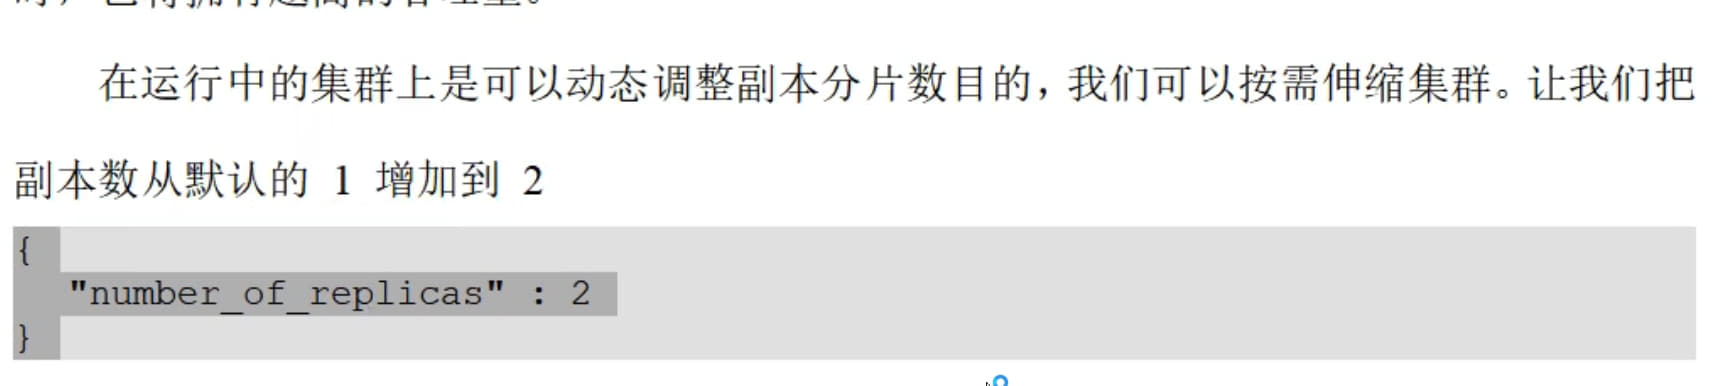 在运行中的集群上是可以动态调整副本分片数目的，我们可以按需伸缩集群。让我们把
副本数从默认的 1 增加到 2
{
"number_of_replicas" : 2
}